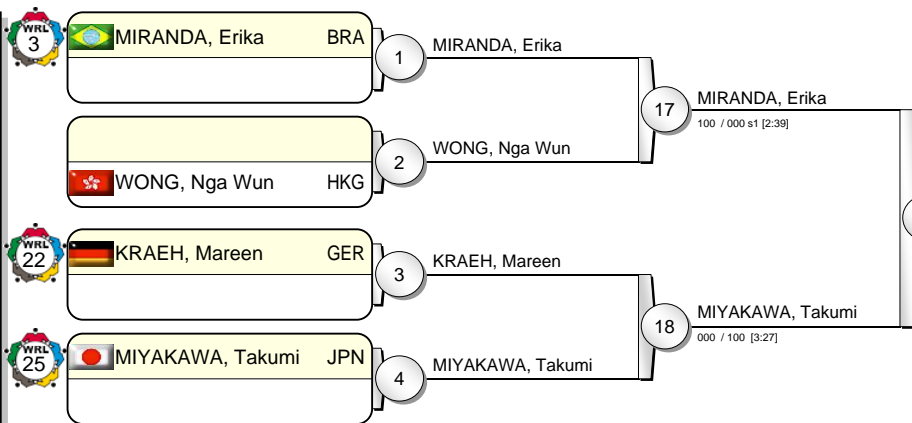 WRL
3
MIRANDA, Erika BRA
1
MIRANDA, Erika
17
MIRANDA, Erika
100 / 000 s1 [2:39]
2
WONG, Nga Wun
WONG, Nga Wun HKG
WRL
22
KRAEH, Mareen GER
3
KRAEH, Mareen
18
MIYAKAWA, Takumi
000 / 100 [3:27]
WRL
25
MIYAKAWA, Takumi JPN
4
MIYAKAWA, Takumi